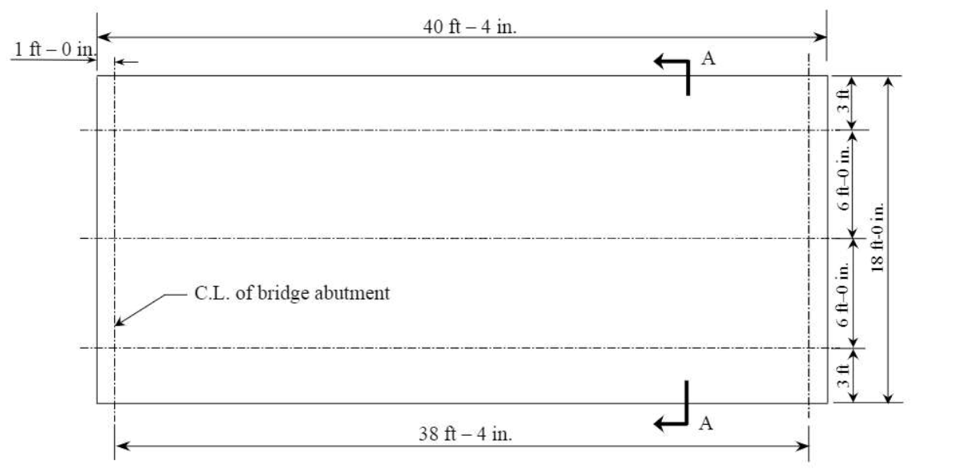 40 ft – 4 in.
1 ft – 0 in.
A
3 ft
6 ft–0 in.
18 ft-0 in.
6 ft–0 in.
C.L. of bridge abutment
3 ft
A
38 ft – 4 in.